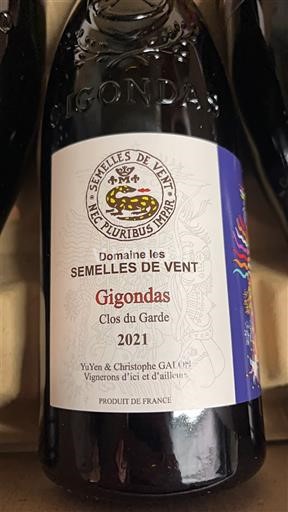 GIGONDAS
SEMELLES DE VENT
NEC PLURIBUS IMPAR
Domaine les
SEMELLES DE VENT
Gigondas
Clos du Garde
2021
YuYen & Christophe GALON
Vignerons d'ici et d'ailleurs
PRODUIT DE FRANCE